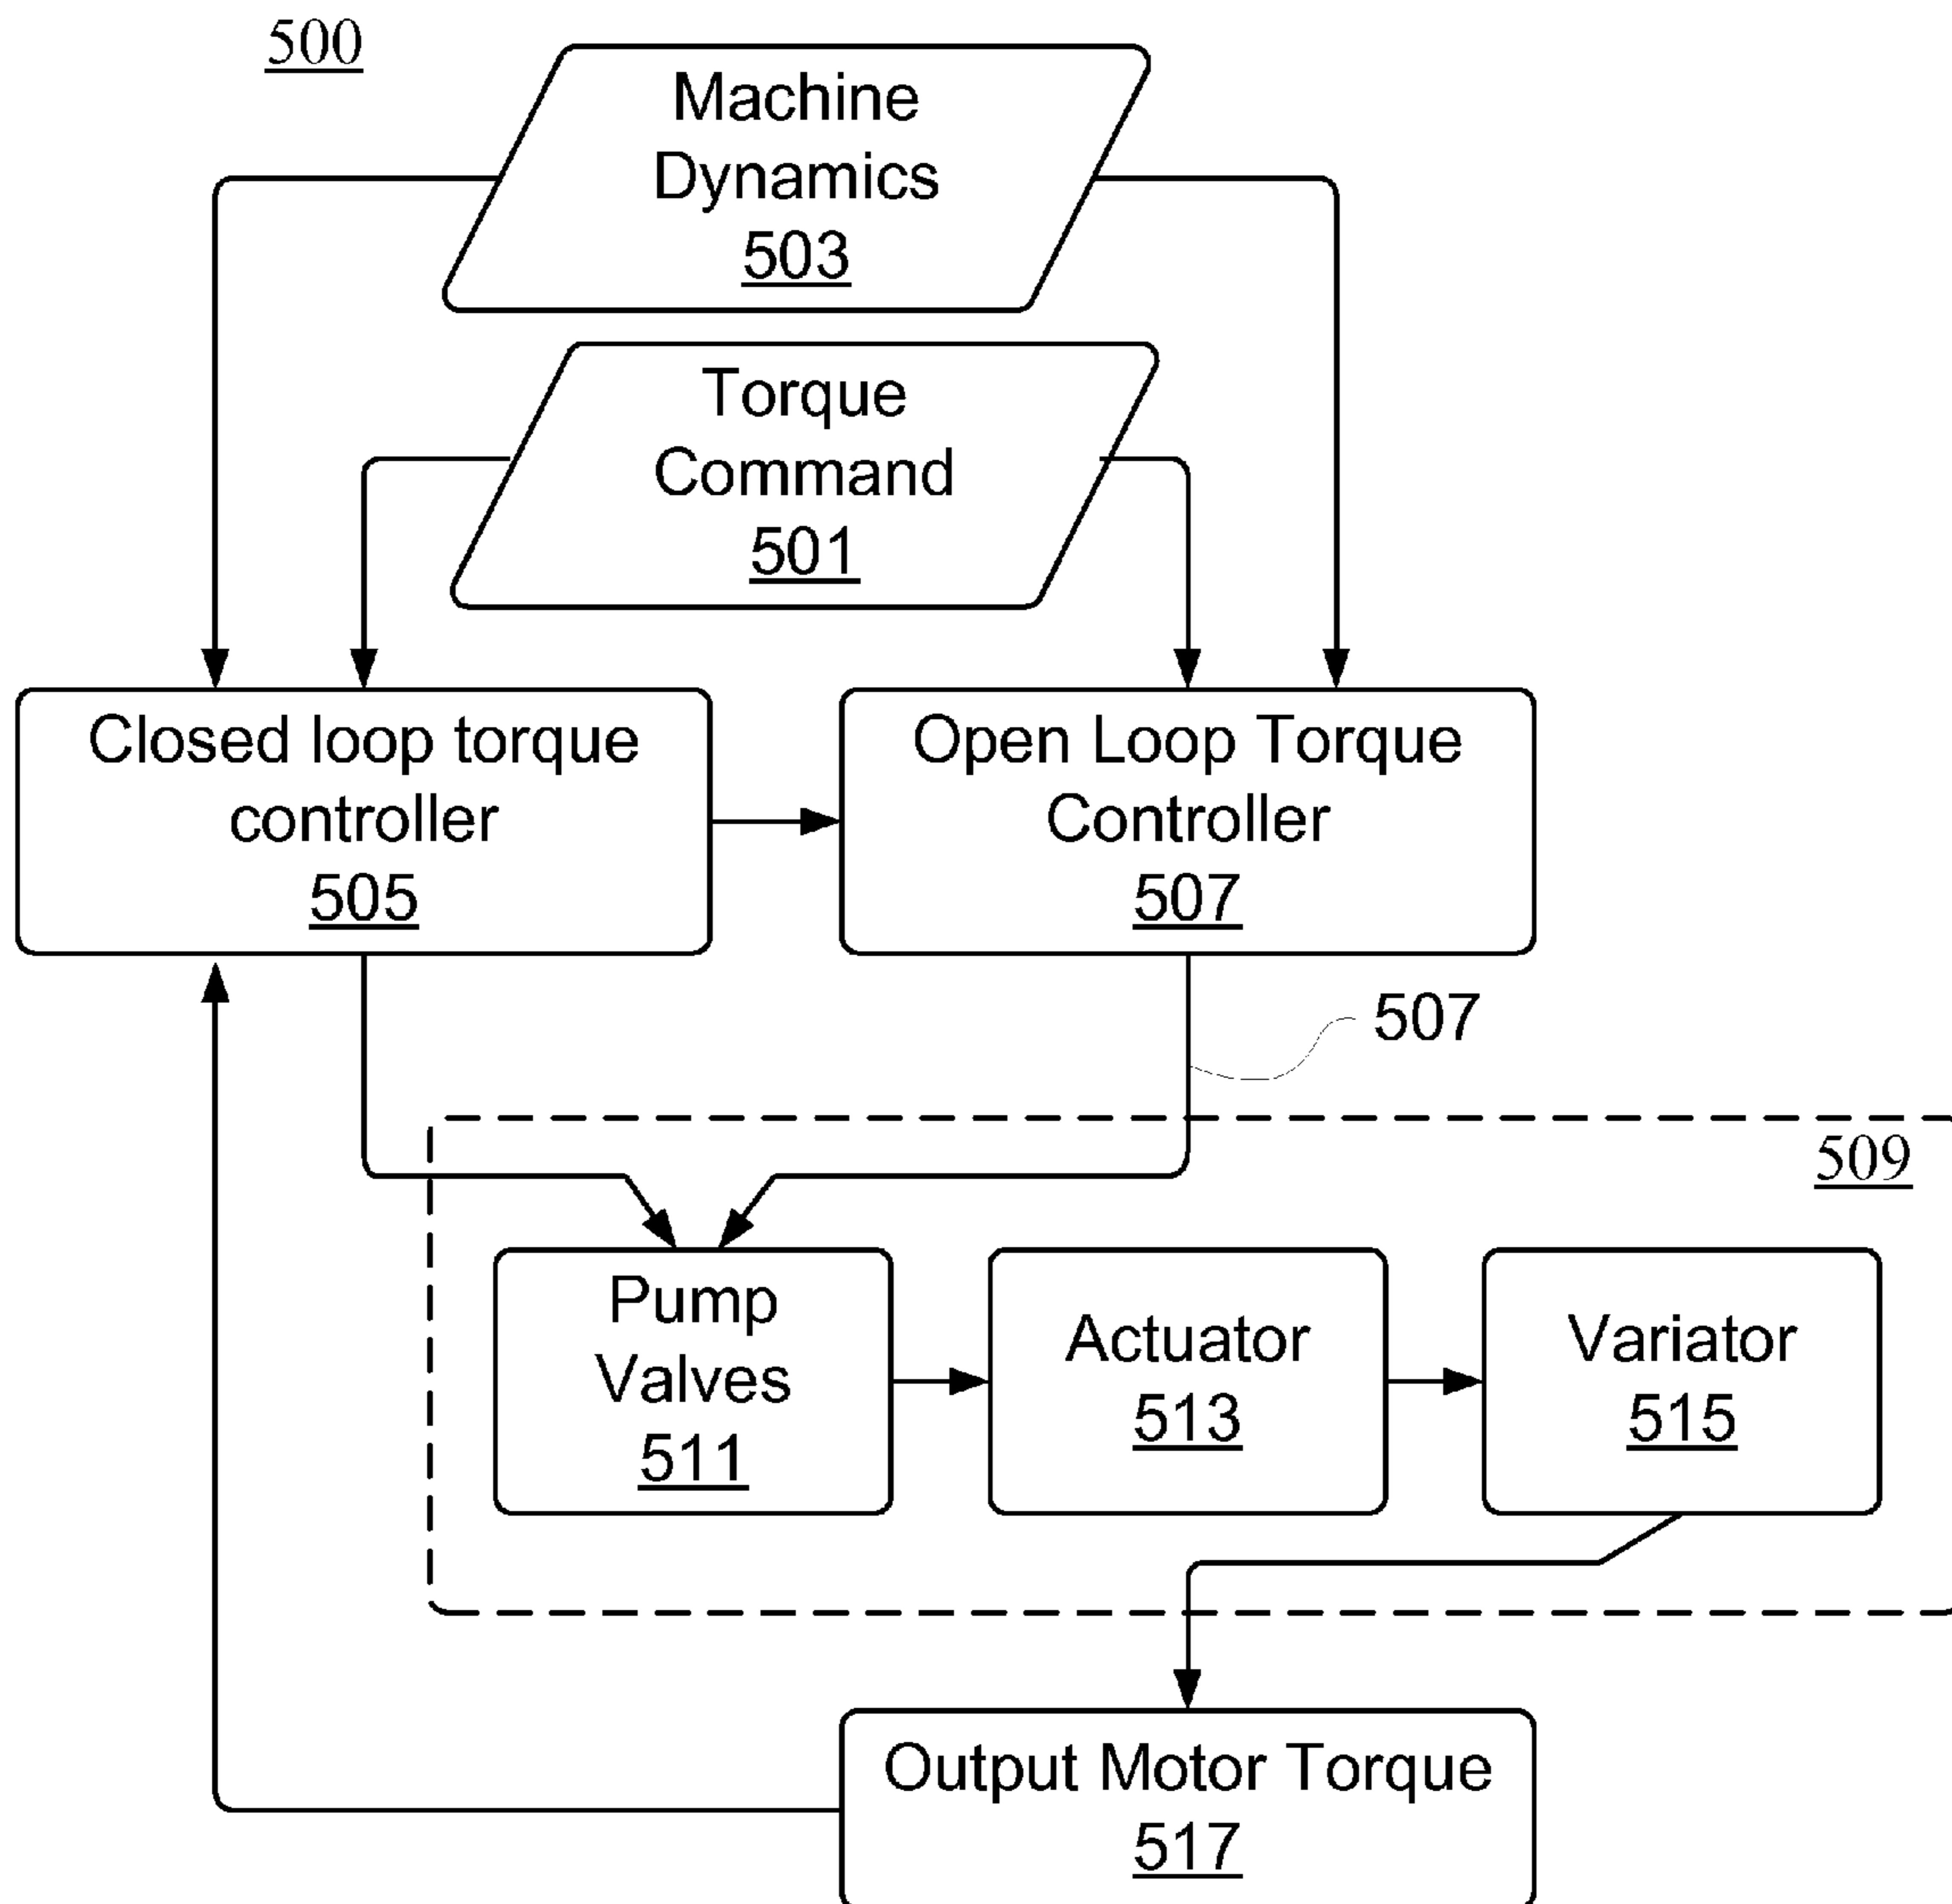 500
Machine
Dynamics
503
Torque
Command
501
Closed loop torque
controller
505
Open Loop Torque
Controller
507
507
509
Pump
Valves
511
Actuator
513
Variator
515
Output Motor Torque
517